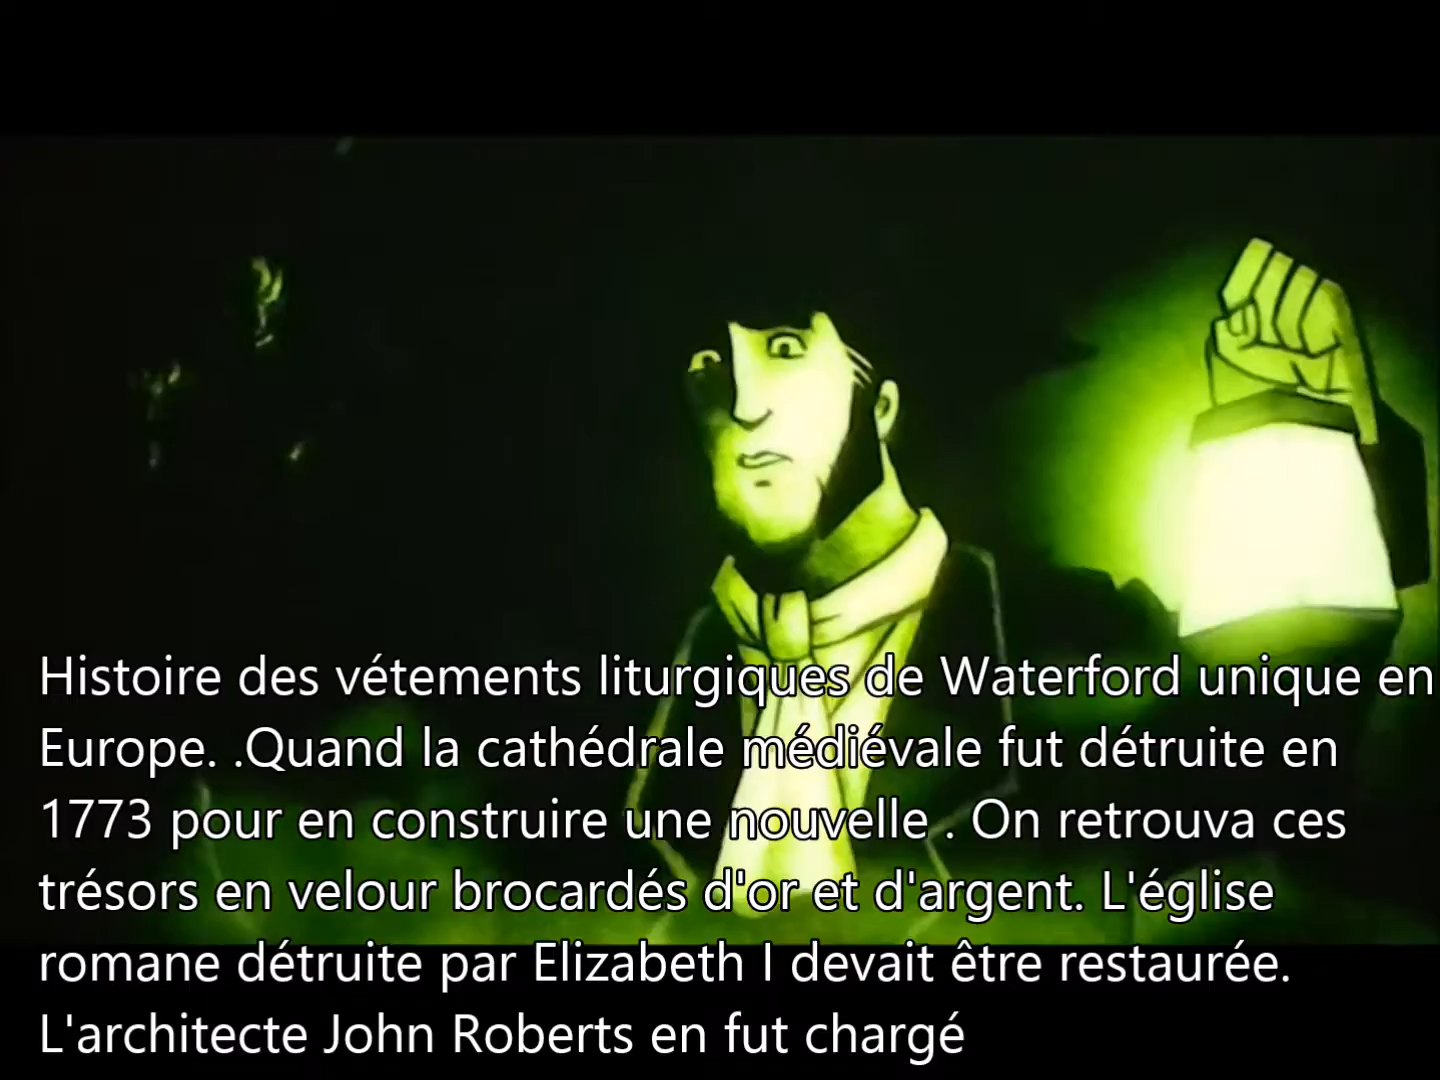 Histoire des vétements liturgiques de Waterford unique en
Europe. .Quand la cathédrale médiévale fut détruite en
1773 pour en construire une nouvelle . On retrouva ces
trésors en velour brocardés d'or et d'argent. L'église
romane détruite par Elizabeth I devait être restaurée.
L'architecte John Roberts en fut chargé